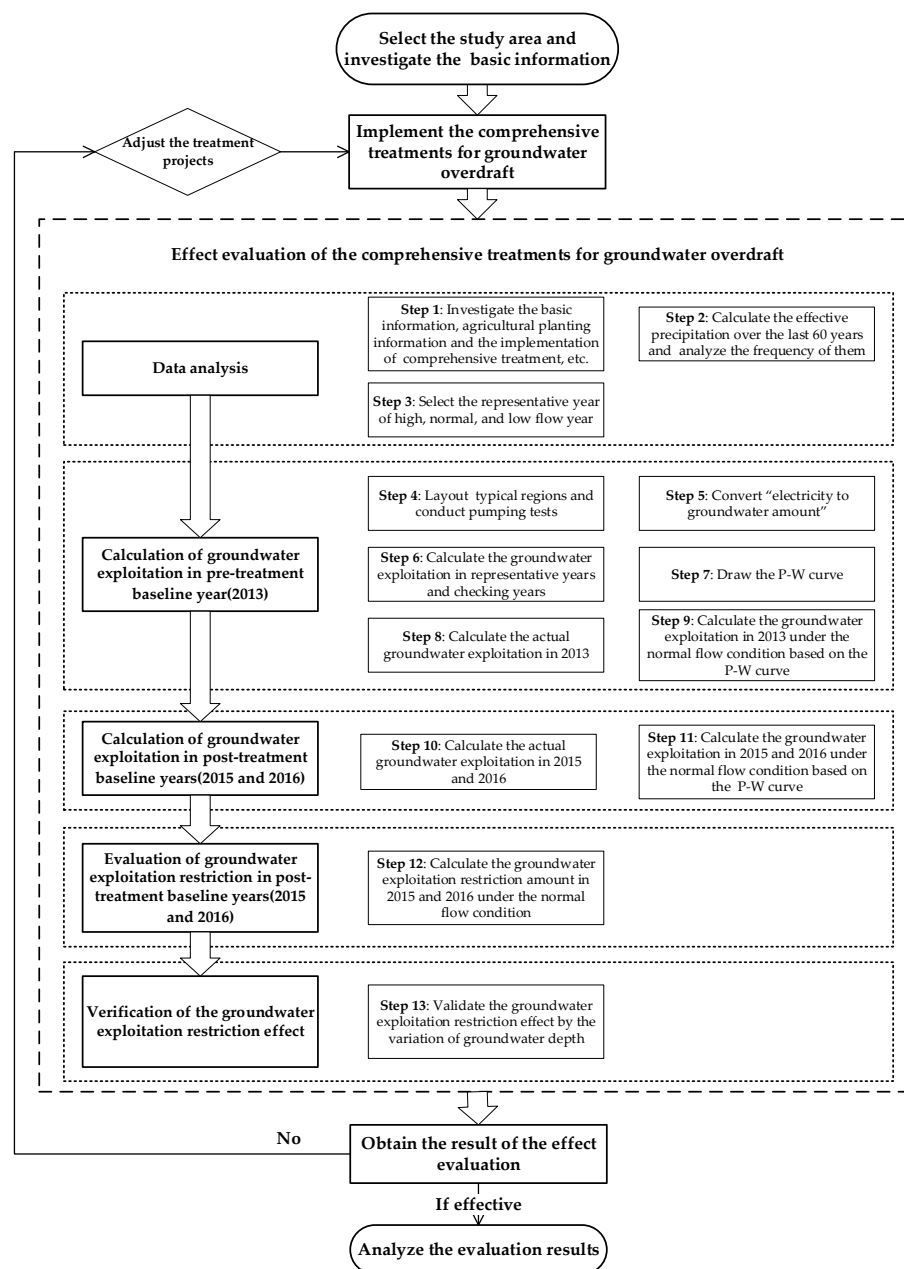 Select the study area and
investigate the basic information
Adjust the treatment
projects
Implement the comprehensive
treatments for groundwater
overdraft
Effect evaluation of the comprehensive treatments for groundwater overdraft
Data analysis
Step 1: Investigate the basic
information, agricultural planting
information and the implementation
of comprehensive treatment, etc.
Step 2: Calculate the effective
precipitation over the last 60 years
and analyze the frequency of them
Step 3: Select the representative year
of high, normal, and low flow year
Calculation of groundwater
exploitation in pre-treatment
baseline year(2013)
Step 4: Layout typical regions and
conduct pumping tests
Step 5: Convert “electricity to
groundwater amount”
Step 6: Calculate the groundwater
exploitation in representative years
and checking years
Step 7: Draw the P-W curve
Step 8: Calculate the actual
groundwater exploitation in 2013
Step 9: Calculate the groundwater
exploitation in 2013 under the
normal flow condition based on the
P-W curve
Calculation of groundwater
exploitation in post-treatment
baseline years(2015 and 2016)
Step 10: Calculate the actual
groundwater exploitation in 2015
and 2016
Step 11: Calculate the groundwater
exploitation in 2015 and 2016 under
the normal flow condition based on
the P-W curve
Evaluation of groundwater
exploitation restriction in post-
treatment baseline years(2015
and 2016)
Step 12: Calculate the groundwater
exploitation restriction amount in
2015 and 2016 under the normal
flow condition
Verification of the groundwater
exploitation restriction effect
Step 13: Validate the groundwater
exploitation restriction effect by the
variation of groundwater depth
No
Obtain the result of the effect
evaluation
If effective
Analyze the evaluation results